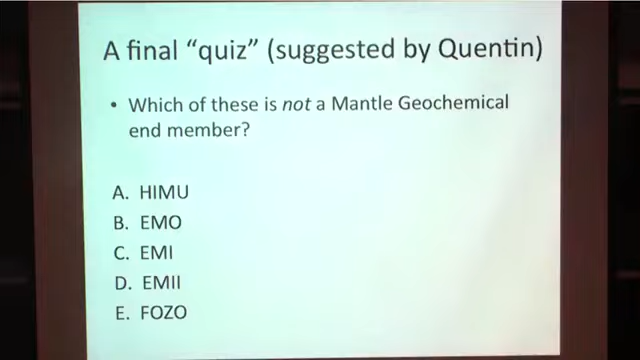 A final “quiz” (suggested by Quentin)
• Which of these is not a Mantle Geochemical
end member?
A. HIMU
B. EMO
C. EMI
D. EMII
E. FOZO